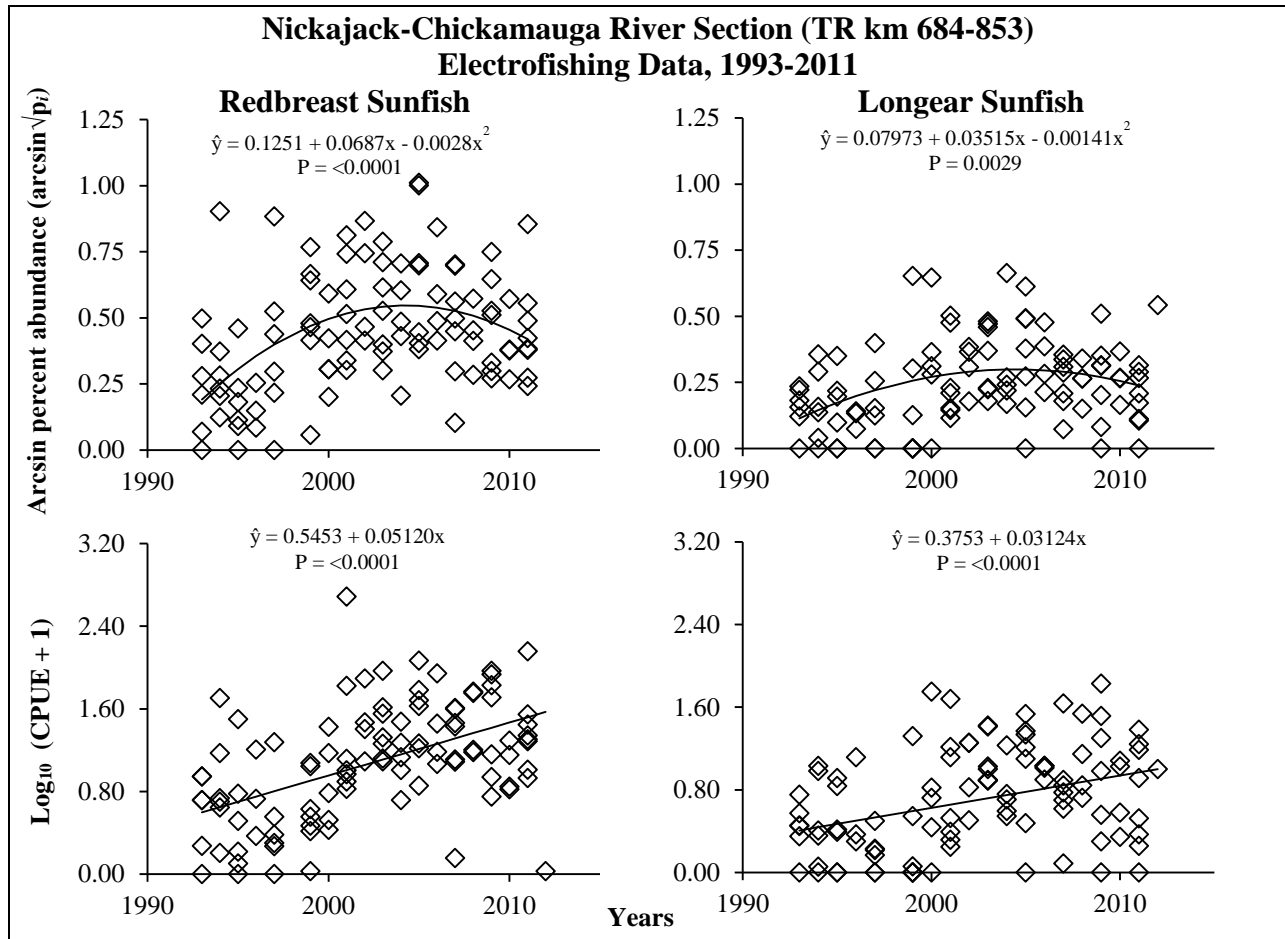 Nickajack-Chickamauga River Section (TR km 684-853)
Electrofishing Data, 1993-2011
Redbreast Sunfish
Longear Sunfish
Arcsin percent abundance (arcsin√pi)
ŷ = 0.1251 + 0.0687x - 0.0028x²
P = <0.0001
1.25
1.00
0.75
0.50
0.25
0.00
1990
2000
2010
ŷ = 0.07973 + 0.03515x - 0.00141x²
P = 0.0029
1.25
1.00
0.75
0.50
0.25
0.00
1990
2000
2010
Log₁₀ (CPUE + 1)
ŷ = 0.5453 + 0.05120x
P = <0.0001
3.20
2.40
1.60
0.80
0.00
1990
2000
2010
ŷ = 0.3753 + 0.03124x
P = <0.0001
3.20
2.40
1.60
0.80
0.00
1990
2000
2010
Years